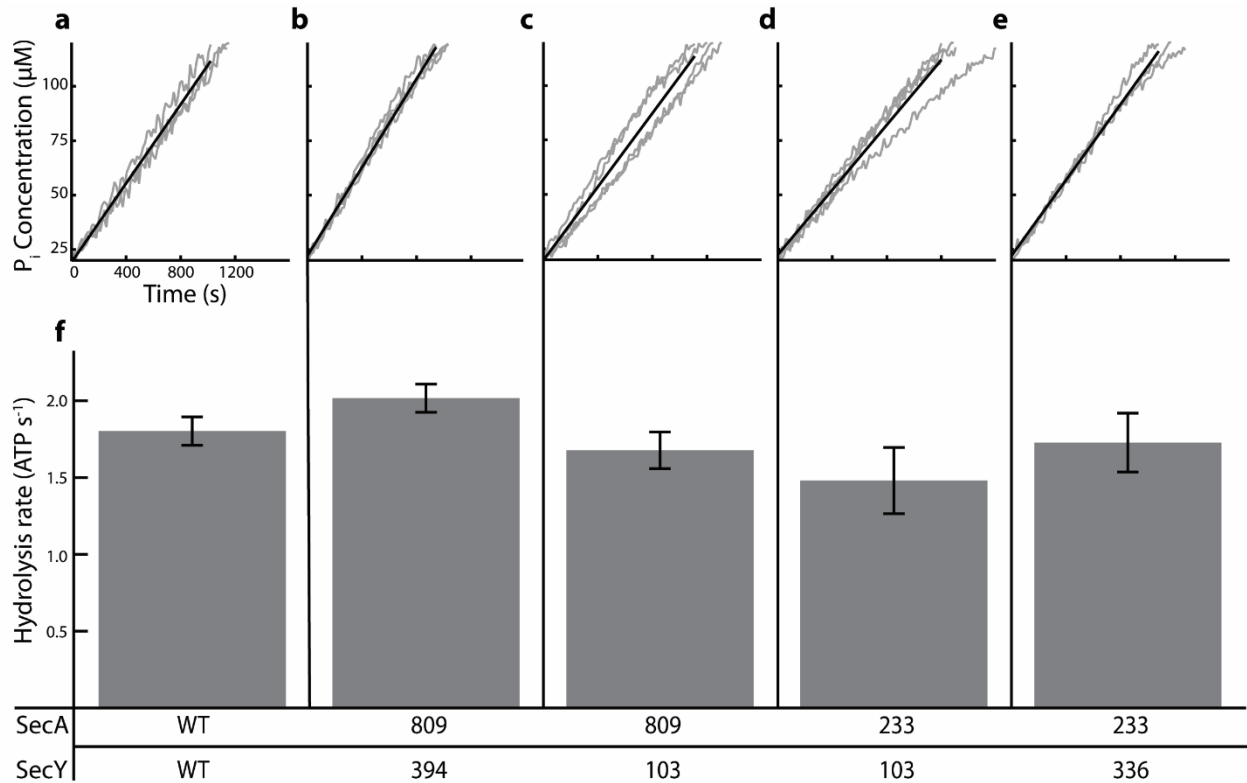 a b c d e
Pi Concentration (µM)
100
75
50
25
0 400 800 1200
Time (s)
f
Hydrolysis rate (ATP s⁻¹)
2.0
1.5
1.0
0.5
SecA WT 809 809 233 233
SecY WT 394 103 103 336